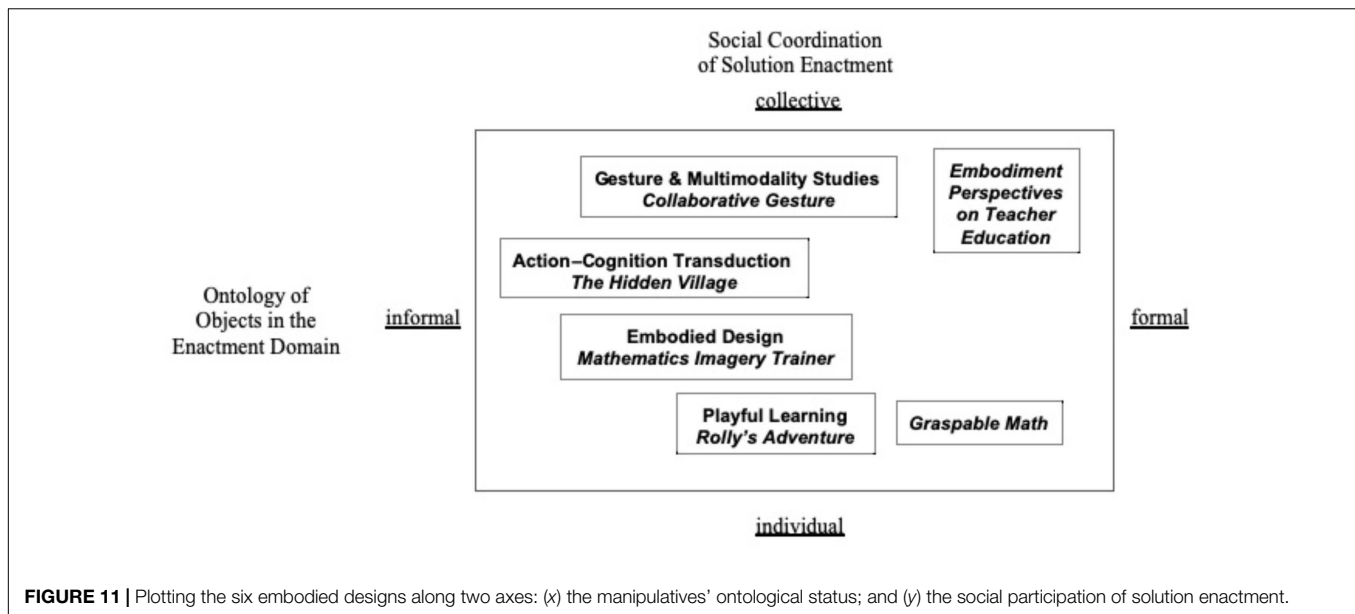 Social Coordination
of Solution Enactment
collective
Gesture & Multimodality Studies
Collaborative Gesture
Embodiment
Perspectives
on Teacher
Education
Action–Cognition Transduction
The Hidden Village
Ontology of
Objects in the
Enactment Domain
informal
formal
Embodied Design
Mathematics Imagery Trainer
Playful Learning
Rolly's Adventure
Graspable Math
individual
FIGURE 11 | Plotting the six embodied designs along two axes: (x) the manipulatives' ontological status; and (y) the social participation of solution enactment.